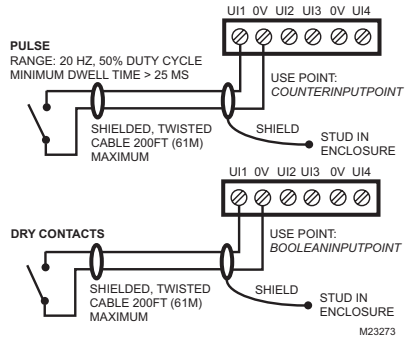 UI1 0V UI2 UI3 0V UI4
PULSE
RANGE: 20 HZ, 50% DUTY CYCLE
MINIMUM DWELL TIME > 25 MS
USE POINT:
COUNTERINPUTPOINT
SHIELDED, TWISTED
CABLE 200FT (61M)
MAXIMUM
SHIELD
STUD IN
ENCLOSURE
UI1 0V UI2 UI3 0V UI4
DRY CONTACTS
USE POINT:
BOOLEANINPUTPOINT
SHIELDED, TWISTED
CABLE 200FT (61M)
MAXIMUM
SHIELD
STUD IN
ENCLOSURE
M23273